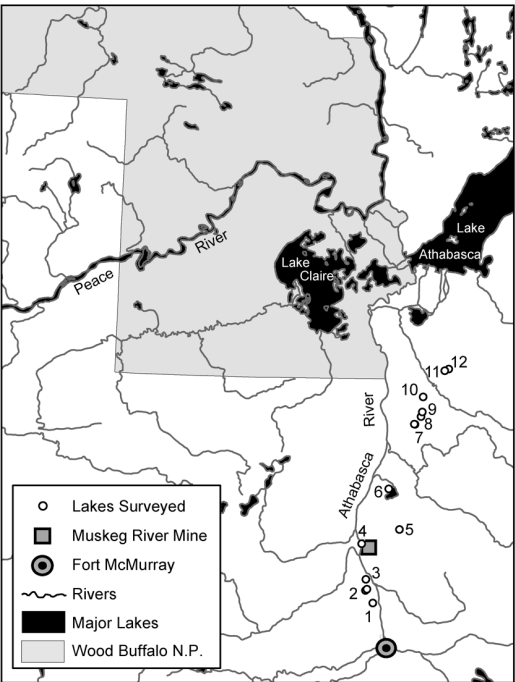 Lake
Athabasca
Lake
Claire
River
Peace
11
12
10
9
8
7
River
Athabasca
6
5
4
3
2
1
Lakes Surveyed
Muskeg River Mine
Fort McMurray
Rivers
Major Lakes
Wood Buffalo N.P.